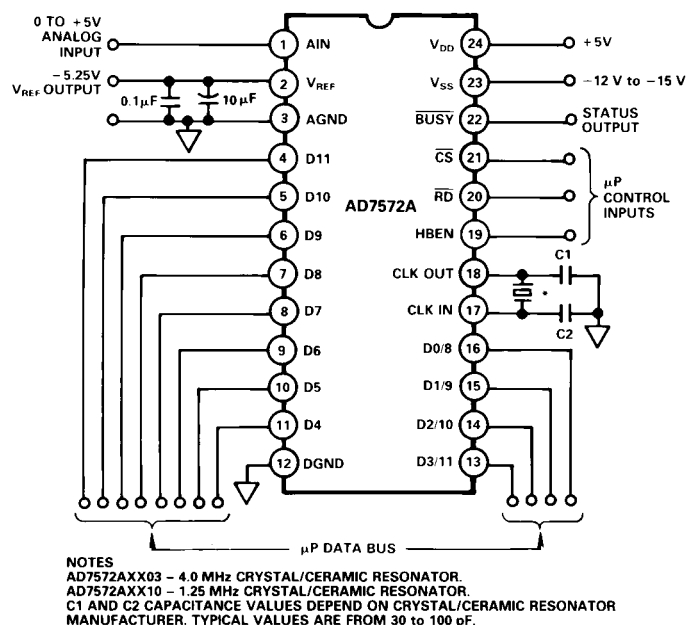 0 TO +5V
ANALOG
INPUT
–5.25V
VREF OUTPUT
0.1µF
10µF
1 AIN
2 VREF
3 AGND
4 D11
5 D10
6 D9
7 D8
8 D7
9 D6
10 D5
11 D4
12 DGND
AD7572A
VDD 24
VSS 23
BUSY 22
CS 21
RD 20
HBEN 19
CLK OUT 18
CLK IN 17
D0/8 16
D1/9 15
D2/10 14
D3/11 13
+5V
–12 V to –15 V
STATUS
OUTPUT
µP
CONTROL
INPUTS
C1
*
C2
µP DATA BUS
NOTES
AD7572AXX03 – 4.0 MHz CRYSTAL/CERAMIC RESONATOR.
AD7572AXX10 – 1.25 MHz CRYSTAL/CERAMIC RESONATOR.
C1 AND C2 CAPACITANCE VALUES DEPEND ON CRYSTAL/CERAMIC RESONATOR
MANUFACTURER. TYPICAL VALUES ARE FROM 30 to 100 pF.